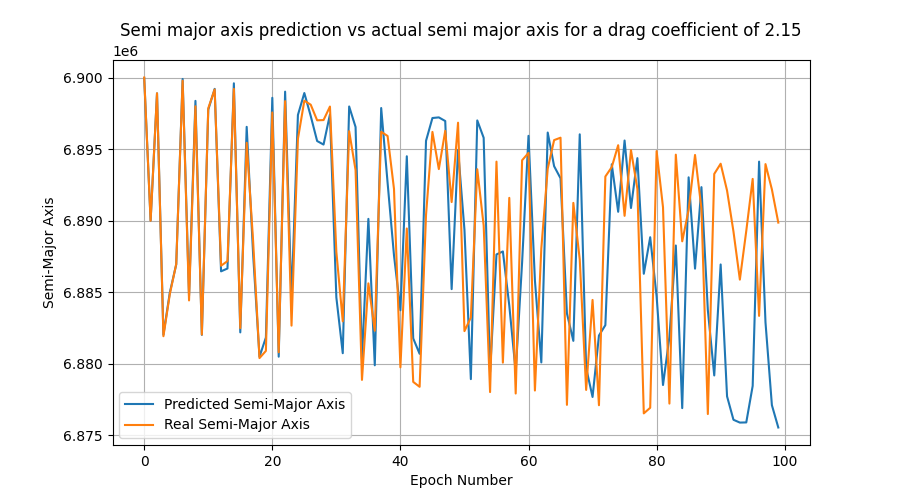 Semi major axis prediction vs actual semi major axis for a drag coefficient of 2.15
1e6
6.900
6.895
6.890
6.885
6.880
6.875
Semi-Major Axis
Predicted Semi-Major Axis
Real Semi-Major Axis
0 20 40 60 80 100
Epoch Number